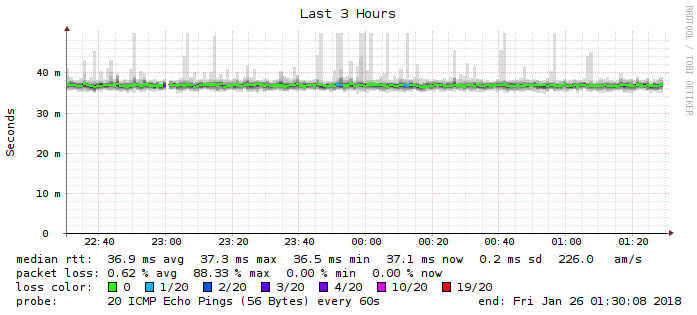 Last 3 Hours
RRDTOOL / TOBI OETIKER
Seconds
40 m
30 m
20 m
10 m
0
22:40 23:00 23:20 23:40 00:00 00:20 00:40 01:00 01:20
median rtt: 36.9 ms avg 37.3 ms max 36.5 ms min 37.1 ms now 0.2 ms sd 226.0 am/s
packet loss: 0.62 % avg 88.33 % max 0.00 % min 0.00 % now
loss color: 0 1/20 2/20 3/20 4/20 10/20 19/20
probe: 20 ICMP Echo Pings (56 Bytes) every 60s end: Fri Jan 26 01:30:08 2018